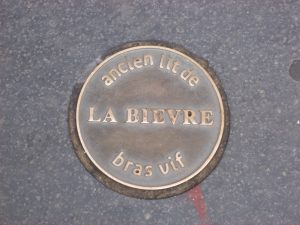 ancien lit de
LA BIEVRE
bras vif